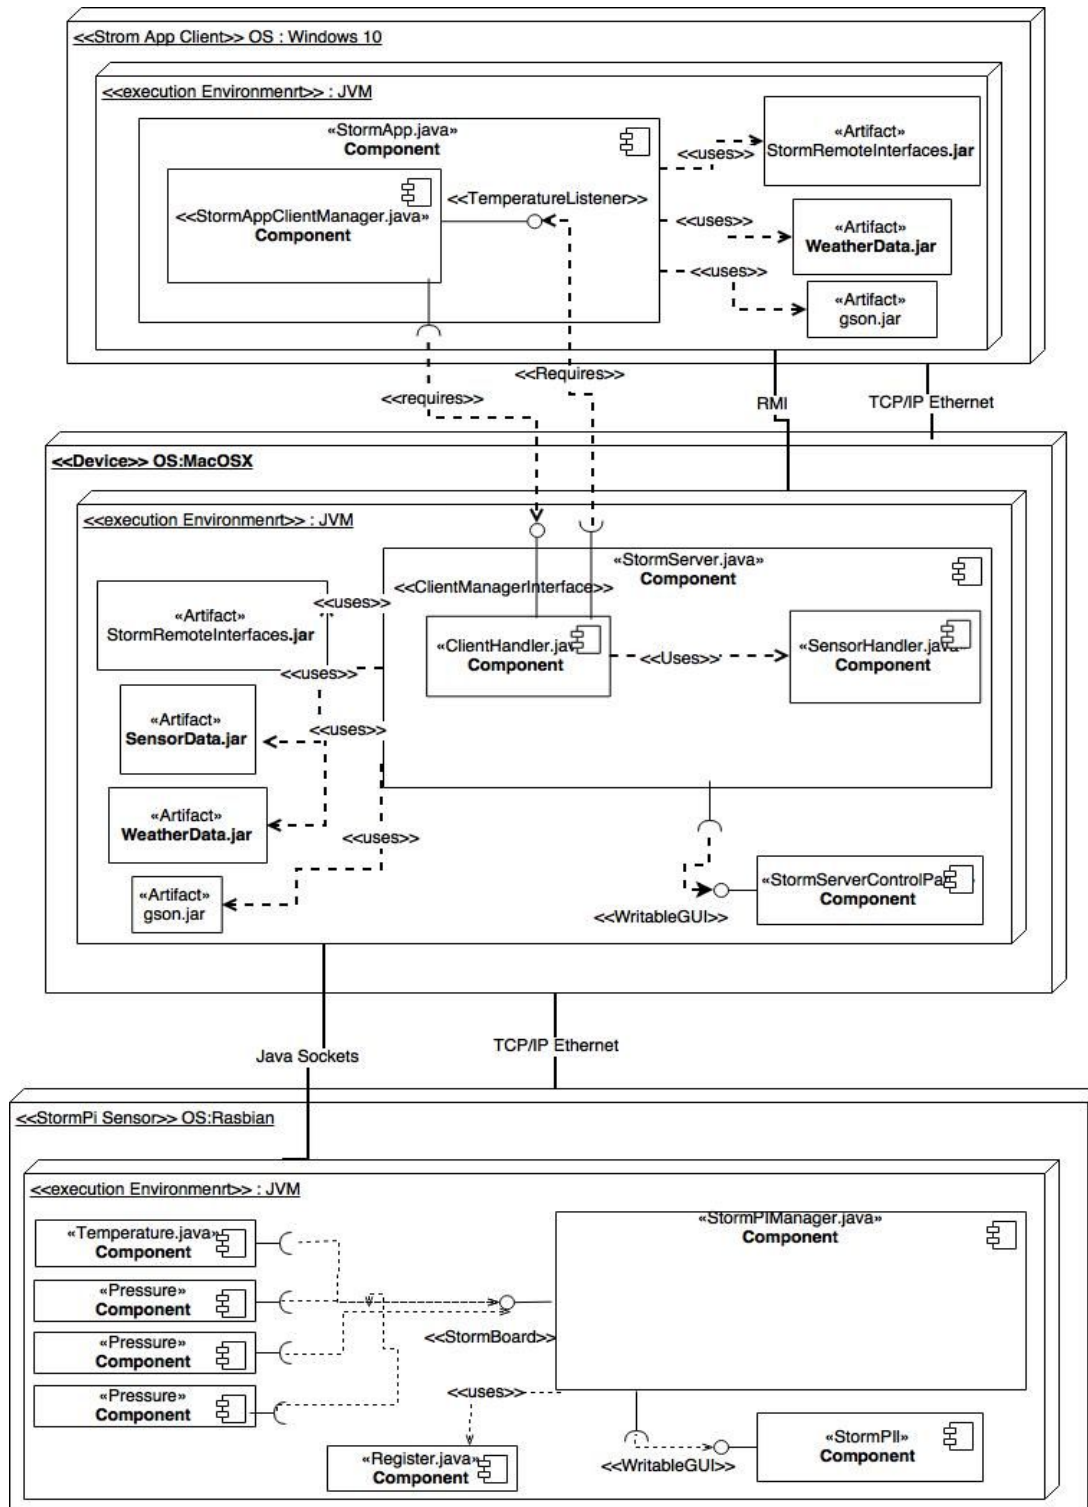 <<Strom App Client>> OS : Windows 10
<<execution Environmenrt>> : JVM
«StormApp.java»
Component
<<StormAppClientManager.java»
Component
<<TemperatureListener>>
<<uses>>
«Artifact»
StormRemoteInterfaces.jar
<<uses>>
«Artifact»
WeatherData.jar
<<uses>>
«Artifact»
gson.jar
<<Requires>>
<<requires>>
RMI
TCP/IP Ethernet
<<Device>> OS:MacOSX
<<execution Environmenrt>> : JVM
«StormServer.java»
Component
<<ClientManagerInterface>>
<<uses>>
«Artifact»
StormRemoteInterfaces.jar
«ClientHandler.jav
Component
<<Uses>>
«SensorHandler.java»
Component
<<uses>>
«Artifact»
SensorData.jar
<<uses>>
«Artifact»
WeatherData.jar
<<uses>>
«Artifact»
gson.jar
«StormServerControlPa
Component
<<WritableGUI>>
Java Sockets
TCP/IP Ethernet
<<StormPi Sensor>> OS:Rasbian
<<execution Environmenrt>> : JVM
«Temperature.java»
Component
«StormPIManager.java»
Component
«Pressure»
Component
<<StormBoard>>
«Pressure»
Component
«Pressure»
Component
<<uses>>
«Register.java»
Component
<<WritableGUI>>
«StormPII»
Component